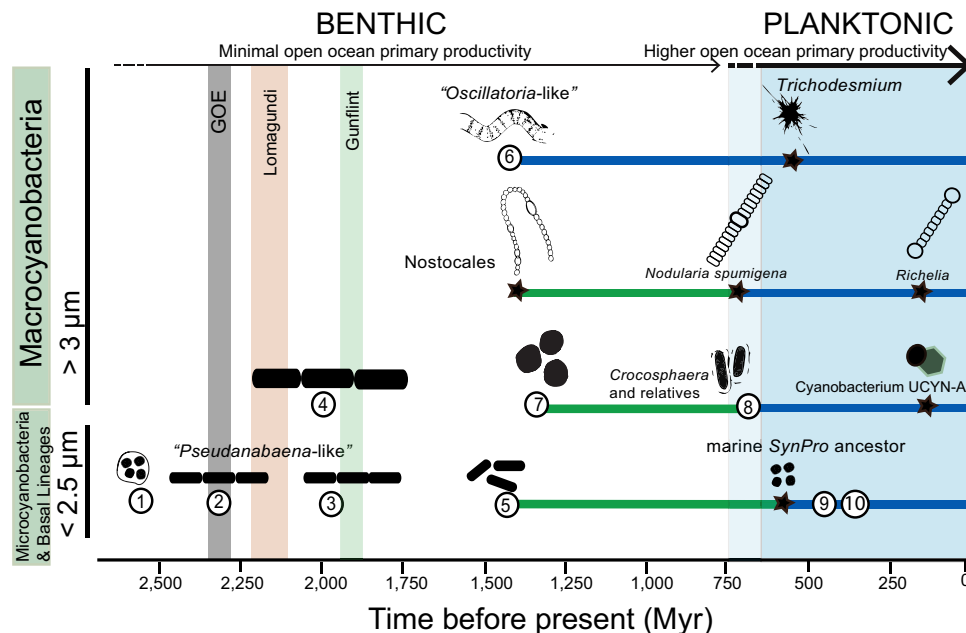 BENTHIC
PLANKTONIC
Minimal open ocean primary productivity
Higher open ocean primary productivity
Macrocyanobacteria
> 3 µm
Microcyanobacteria
& Basal Lineages
< 2.5 µm
GOE
Lomagundi
Gunflint
"Oscillatoria-like"
Trichodesmium
6
Nostocales
Nodularia spumigena
Richelia
4
Crocosphaera
and relatives
Cyanobacterium UCYN-A
7
8
"Pseudanabaena-like"
marine SynPro ancestor
1
2
3
5
9
10
2,500
2,250
2,000
1,750
1,500
1,250
1,000
750
500
250
0
Time before present (Myr)